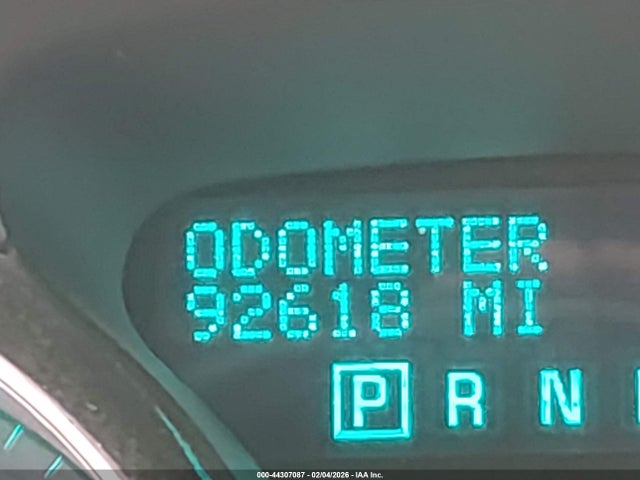 ODOMETER
92618 MI
P R N
000-44307087 - 02/04/2026 - IAA Inc.